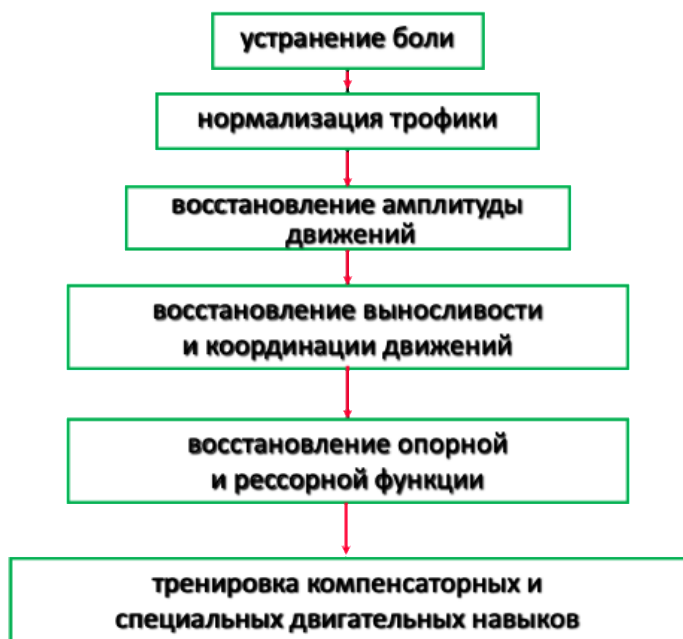 устранение боли
нормализация трофики
восстановление амплитуды
движений
восстановление выносливости
и координации движений
восстановление опорной
и рессорной функции
тренировка компенсаторных и
специальных двигательных навыков